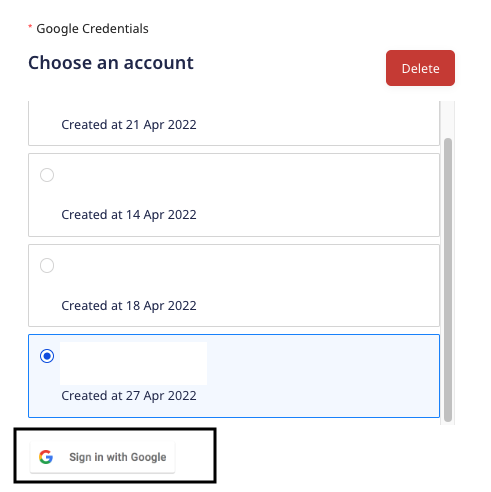 * Google Credentials
Choose an account
Delete
Created at 21 Apr 2022
Created at 14 Apr 2022
Created at 18 Apr 2022
Created at 27 Apr 2022
Sign in with Google